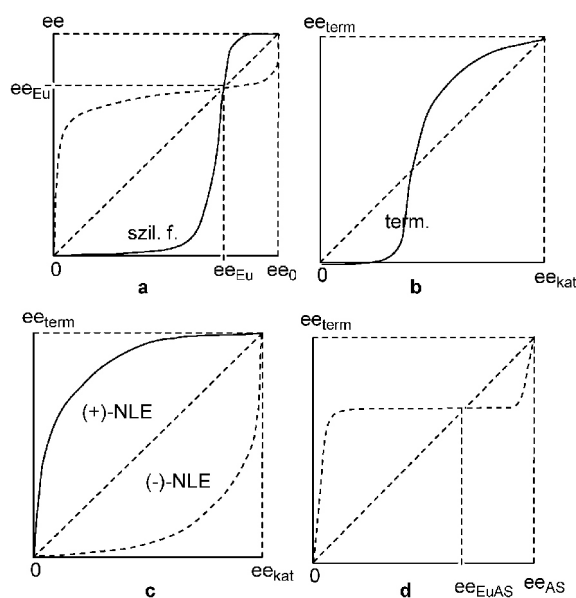 ee
ee_Eu
szil. f.
0
ee_Eu
ee_0
a
ee_term
term.
0
ee_kat
b
ee_term
(+)-NLE
(-)-NLE
0
ee_kat
c
ee_term
0
ee_EuAS
ee_AS
d